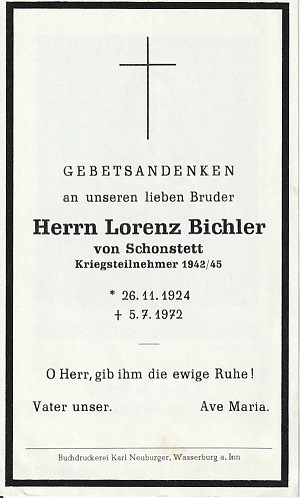 GEBETSANDENKEN
an unseren lieben Bruder
Herrn Lorenz Bichler
von Schonstett
Kriegsteilnehmer 1942/45
* 26.11.1924
† 5.7.1972
O Herr, gib ihm die ewige Ruhe!
Vater unser. Ave Maria.
Buchdruckerei Karl Neuburger, Wasserburg a. Inn